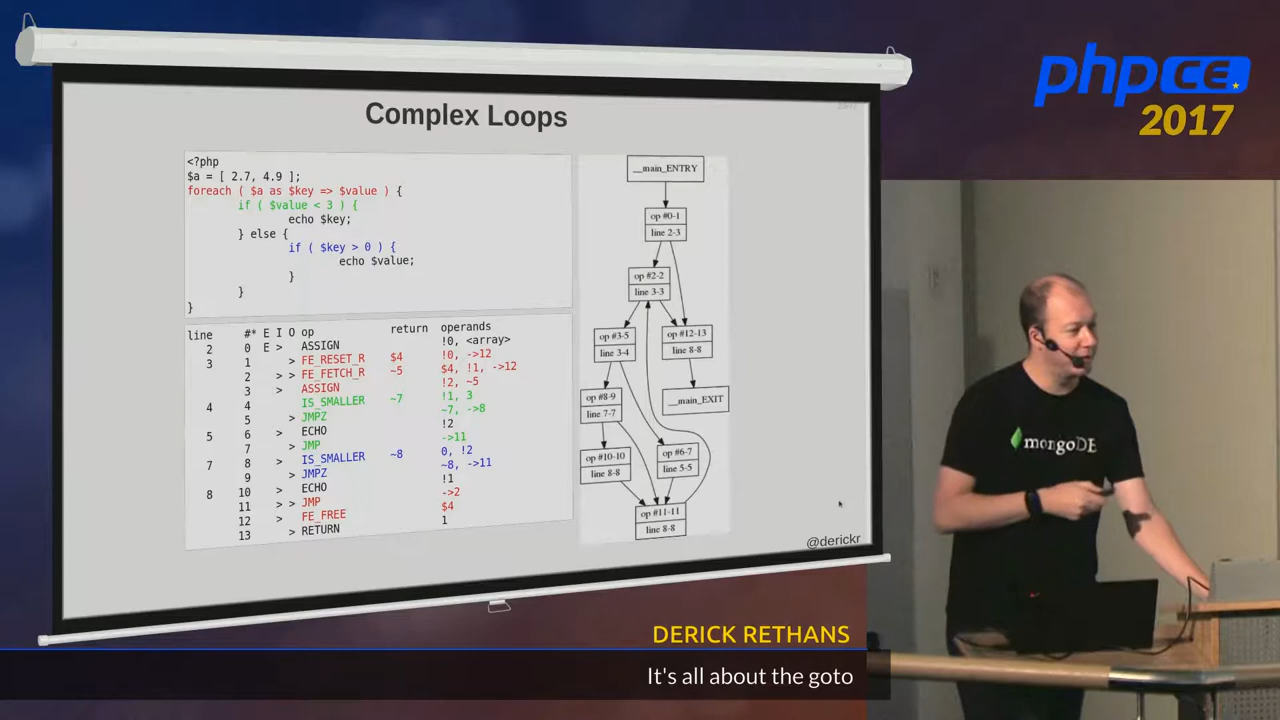 phpCE
2017
Complex Loops
<?php
$a = [ 2.7, 4.9 ];
foreach ( $a as $key => $value ) {
if ( $value < 3 ) {
echo $key;
} else {
if ( $key > 0 ) {
echo $value;
}
}
}
line #* E I O op return operands
2 0 E > ASSIGN !0, <array>
3 1 > FE_RESET_R $4 !0, ->12
2 > > FE_FETCH_R ~5 $4, !1, ->12
3 > ASSIGN !2, ~5
4 4 IS_SMALLER ~7 !1, 3
5 > JMPZ ~7, ->8
5 6 > ECHO !2
7 > JMP ->11
7 8 > IS_SMALLER ~8 0, !2
9 > JMPZ ~8, ->11
8 10 > ECHO !1
11 > > JMP ->2
12 > FE_FREE $4
13 > RETURN 1
__main_ENTRY
op #0-1
line 2-3
op #2-2
line 3-3
op #3-5
line 3-4
op #12-13
line 8-8
op #8-9
line 7-7
__main_EXIT
op #10-10
line 8-8
op #6-7
line 5-5
op #11-11
line 8-8
@derickr
mongoDB
DERICK RETHANS
It's all about the goto